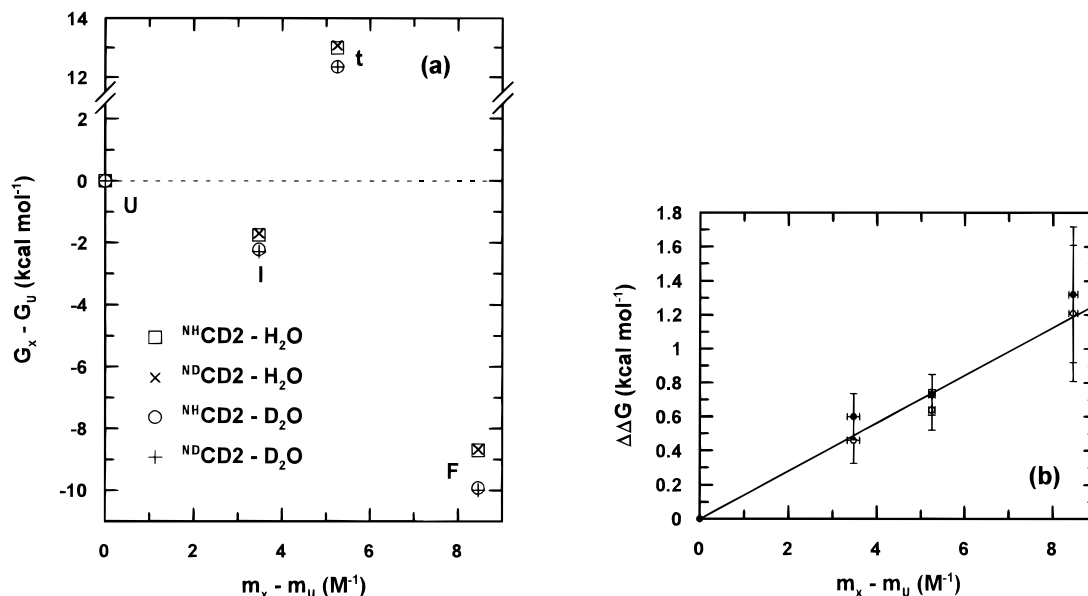 14
(a)
t
12
2
0
U
-2
I
-4
ᴺᴴCD2 - H₂O
-6
ᴺᴰCD2 - H₂O
ᴺᴴCD2 - D₂O
-8
ᴺᴰCD2 - D₂O
F
-10
0 2 4 6 8
mₓ - m_U (M⁻¹)
Gₓ - G_U (kcal mol⁻¹)
1.8
1.6
1.4
1.2
1
0.8
0.6
0.4
0.2
(b)
0
0 2 4 6 8
mₓ - m_U (M⁻¹)
ΔΔG (kcal mol⁻¹)